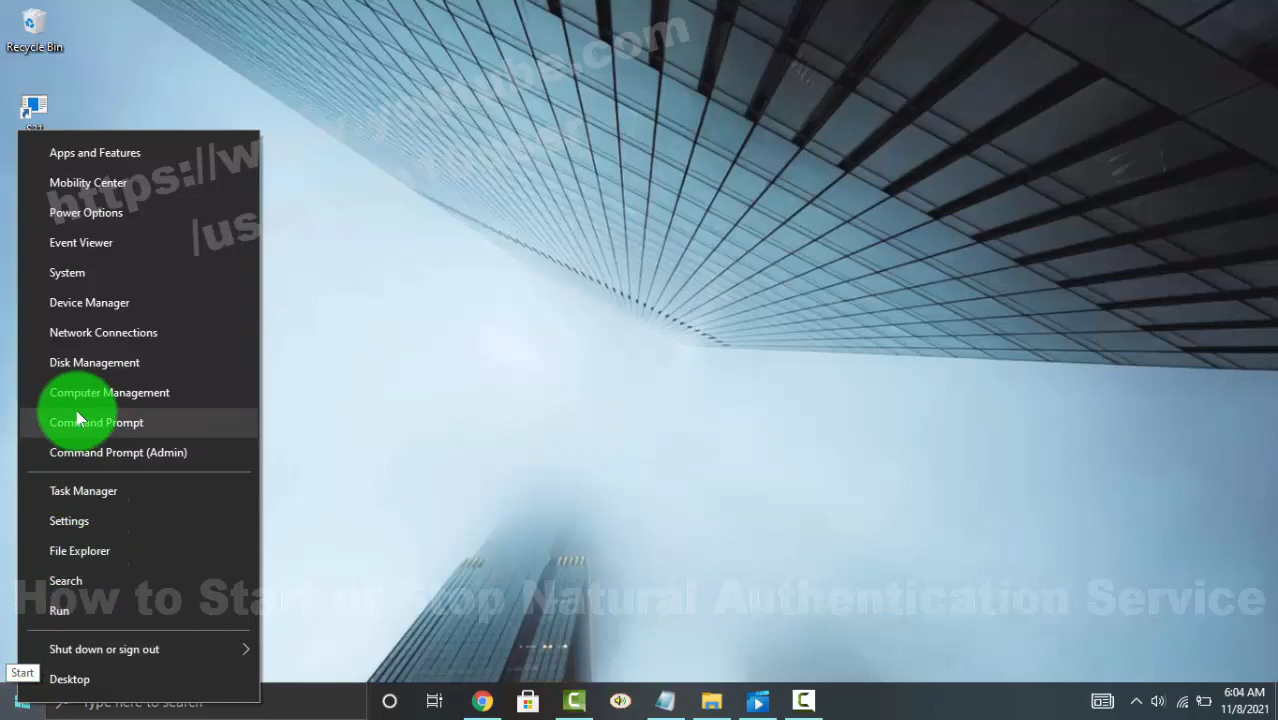 Recycle Bin
https://w
.com
/use
Apps and Features
Mobility Center
Power Options
Event Viewer
System
Device Manager
Network Connections
Disk Management
Computer Management
Command Prompt
Command Prompt (Admin)
Task Manager
Settings
File Explorer
Search
How to Start or Stop Natural Authentication Service
Run
Shut down or sign out
Start
Desktop
Type here to search
6:04 AM
11/8/2021